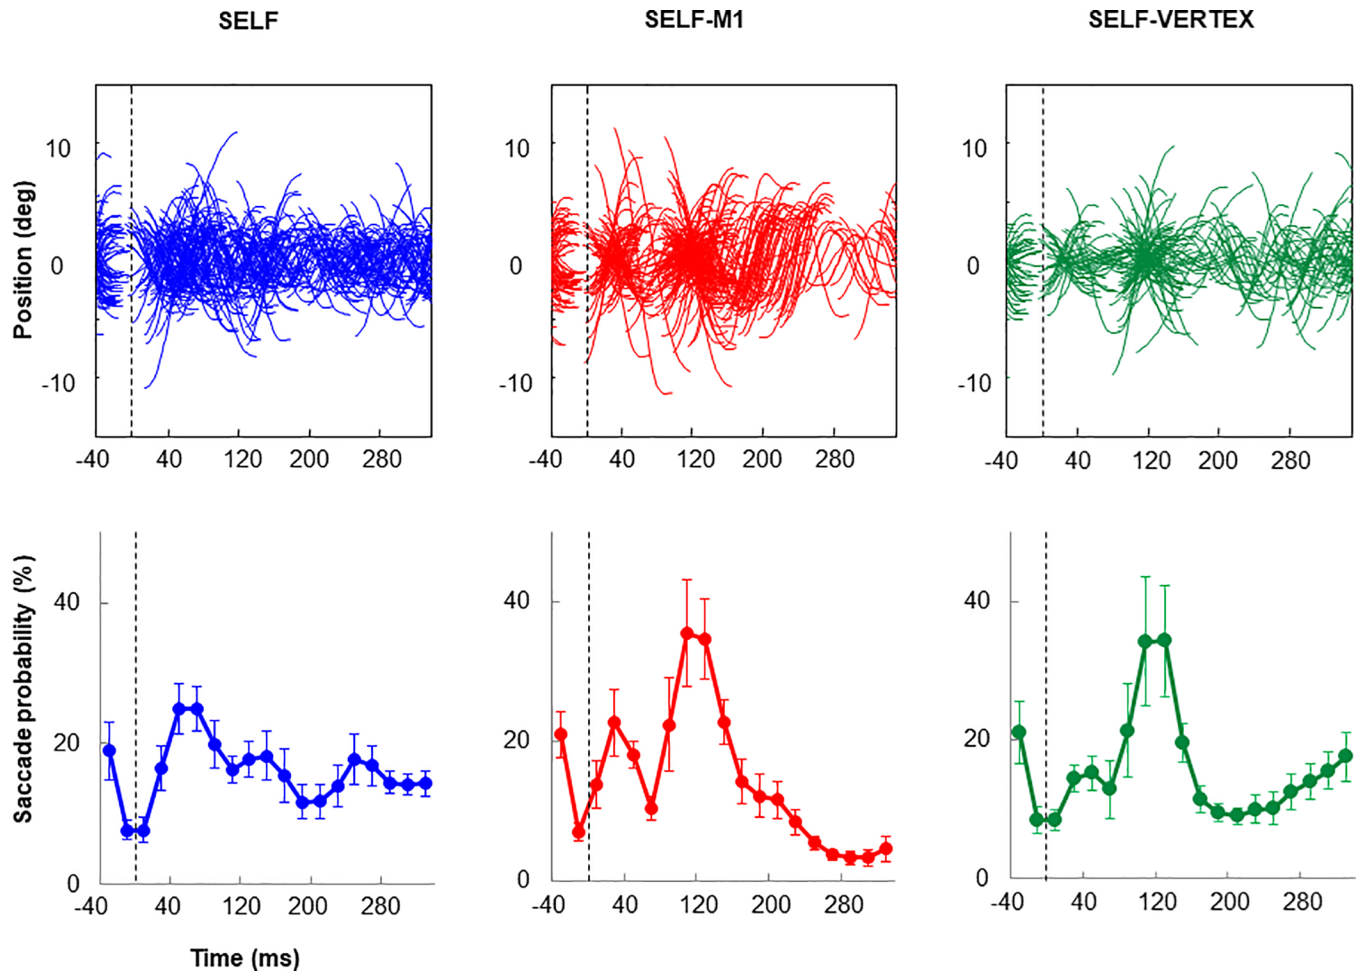 SELF SELF-M1 SELF-VERTEX
Position (deg)
10 10 10
0 0 0
-10 -10 -10
-40 40 120 200 280 -40 40 120 200 280 -40 40 120 200 280
Saccade probability (%)
40 40 40
20 20 20
0 0 0
-40 40 120 200 280 -40 40 120 200 280 -40 40 120 200 280
Time (ms)